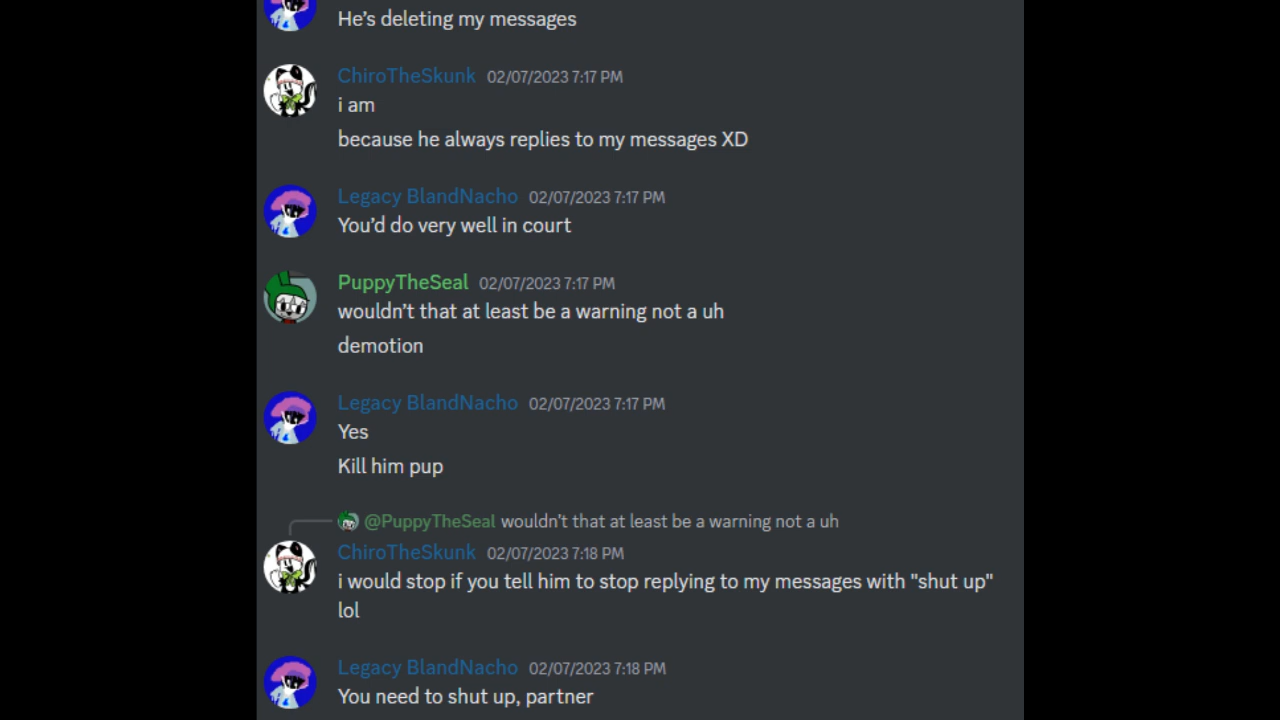 He's deleting my messages
ChiroTheSkunk 02/07/2023 7:17 PM
i am
because he always replies to my messages XD
Legacy BlandNacho 02/07/2023 7:17 PM
You'd do very well in court
PuppyTheSeal 02/07/2023 7:17 PM
wouldn't that at least be a warning not a uh
demotion
Legacy BlandNacho 02/07/2023 7:17 PM
Yes
Kill him pup
@PuppyTheSeal wouldn't that at least be a warning not a uh
ChiroTheSkunk 02/07/2023 7:18 PM
i would stop if you tell him to stop replying to my messages with "shut up"
lol
Legacy BlandNacho 02/07/2023 7:18 PM
You need to shut up, partner